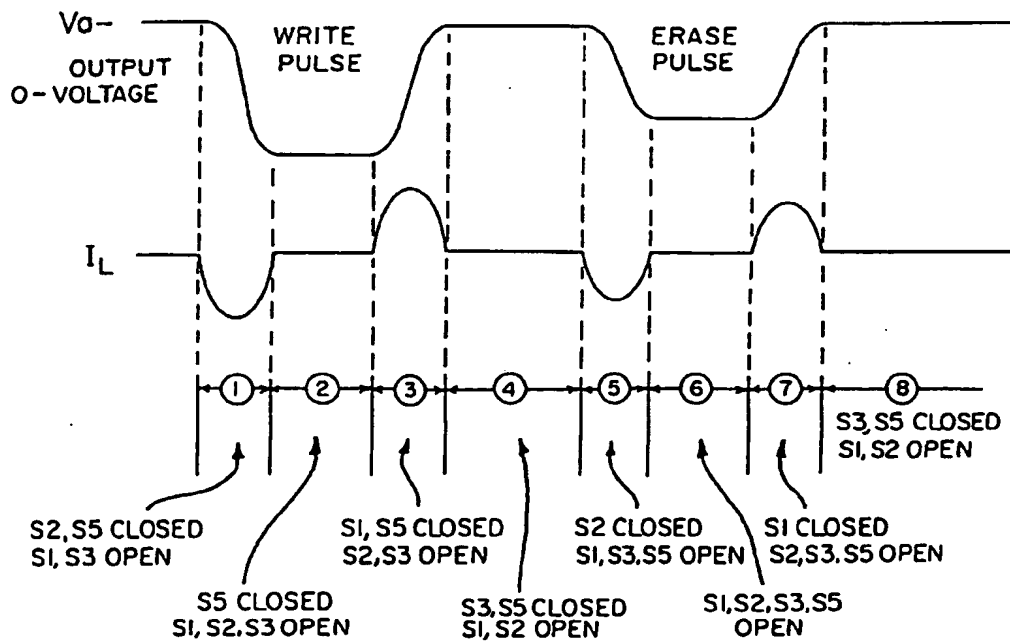 Va-
OUTPUT
0-VOLTAGE
WRITE
PULSE
ERASE
PULSE
IL
1 2 3 4 5 6 7 8
S3, S5 CLOSED
S1, S2 OPEN
S2, S5 CLOSED
S1, S3 OPEN
S5 CLOSED
S1, S2, S3 OPEN
S1, S5 CLOSED
S2, S3 OPEN
S3, S5 CLOSED
S1, S2 OPEN
S2 CLOSED
S1, S3, S5 OPEN
S1, S2, S3, S5
OPEN
S1 CLOSED
S2, S3, S5 OPEN